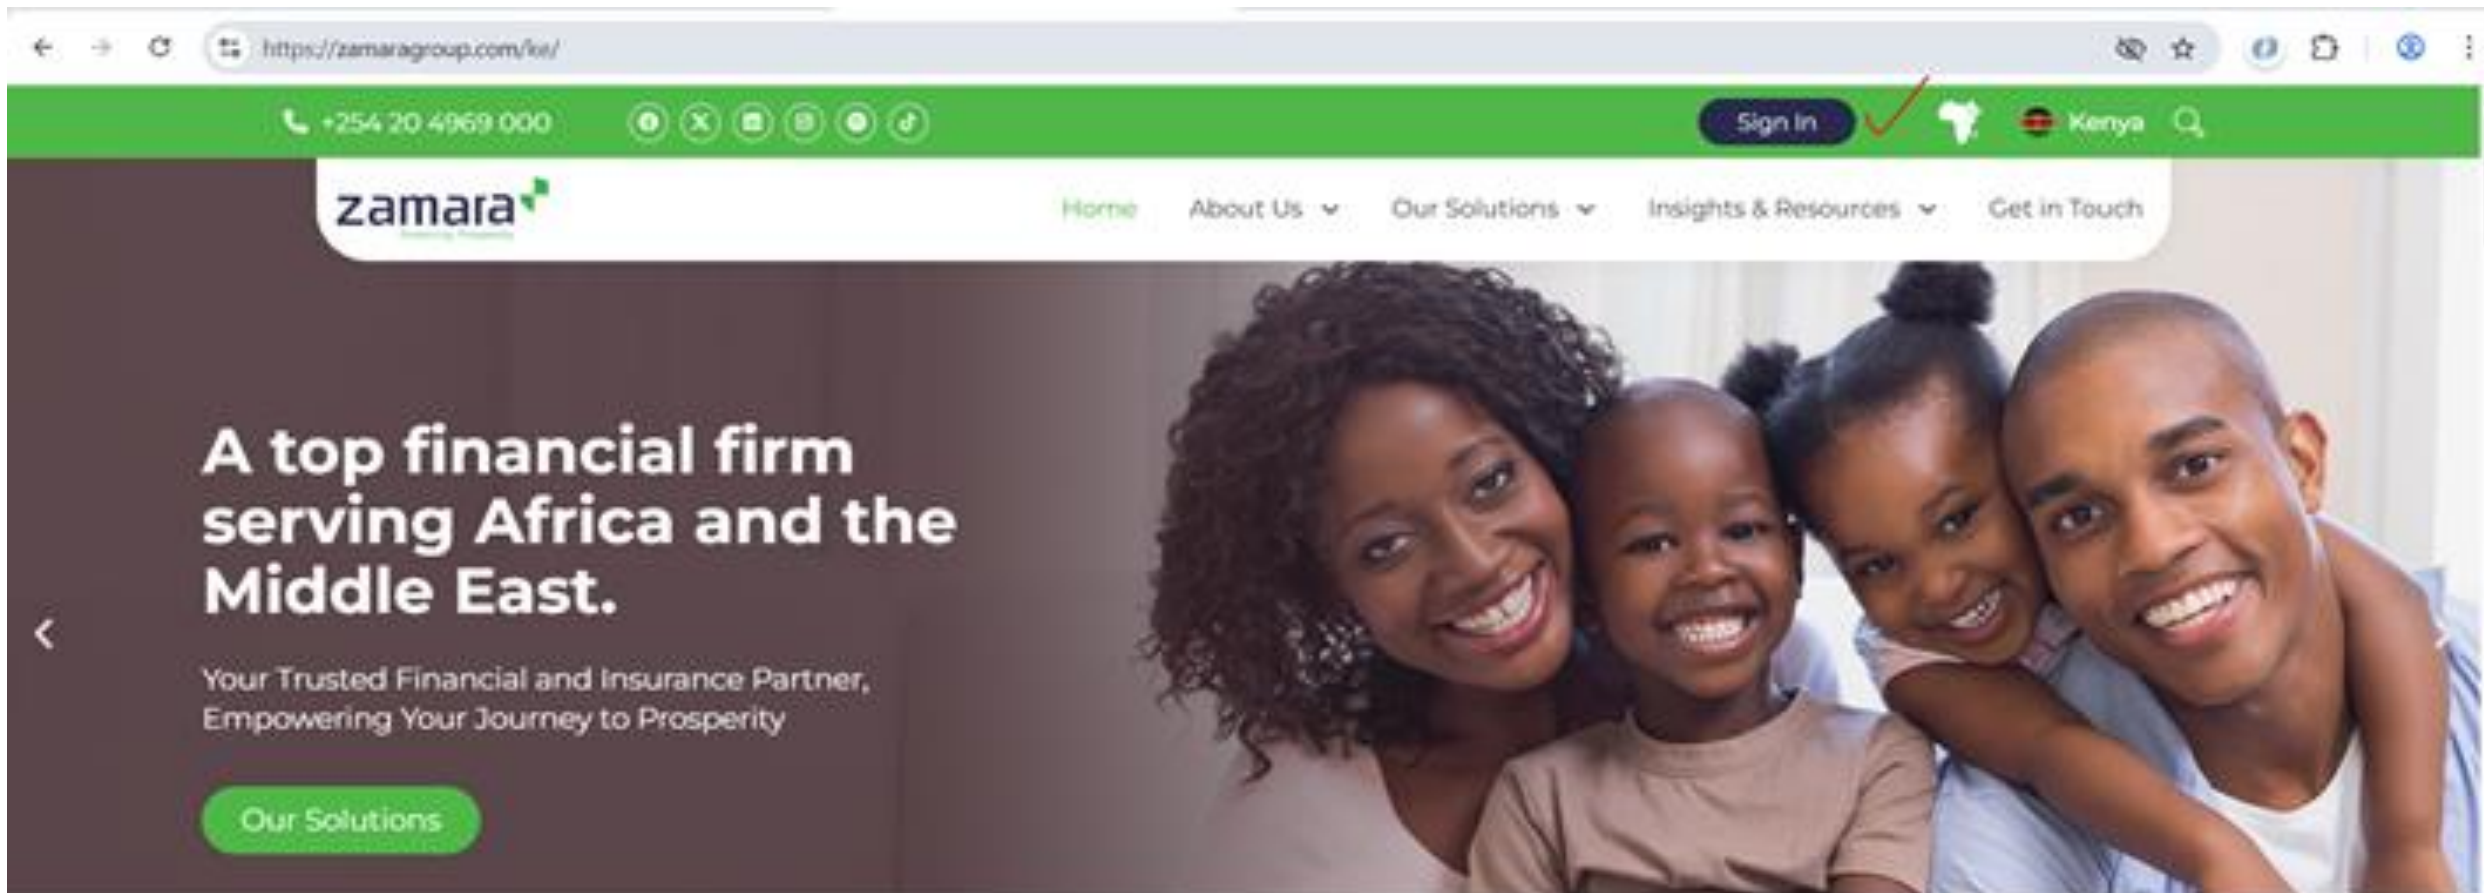 https://zamaragroup.com/ke/
+254 20 4969 000
Sign In
Kenya
zamara
Home
About Us
Our Solutions
Insights & Resources
Get in Touch
A top financial firm
serving Africa and the
Middle East.
Your Trusted Financial and Insurance Partner,
Empowering Your Journey to Prosperity
Our Solutions